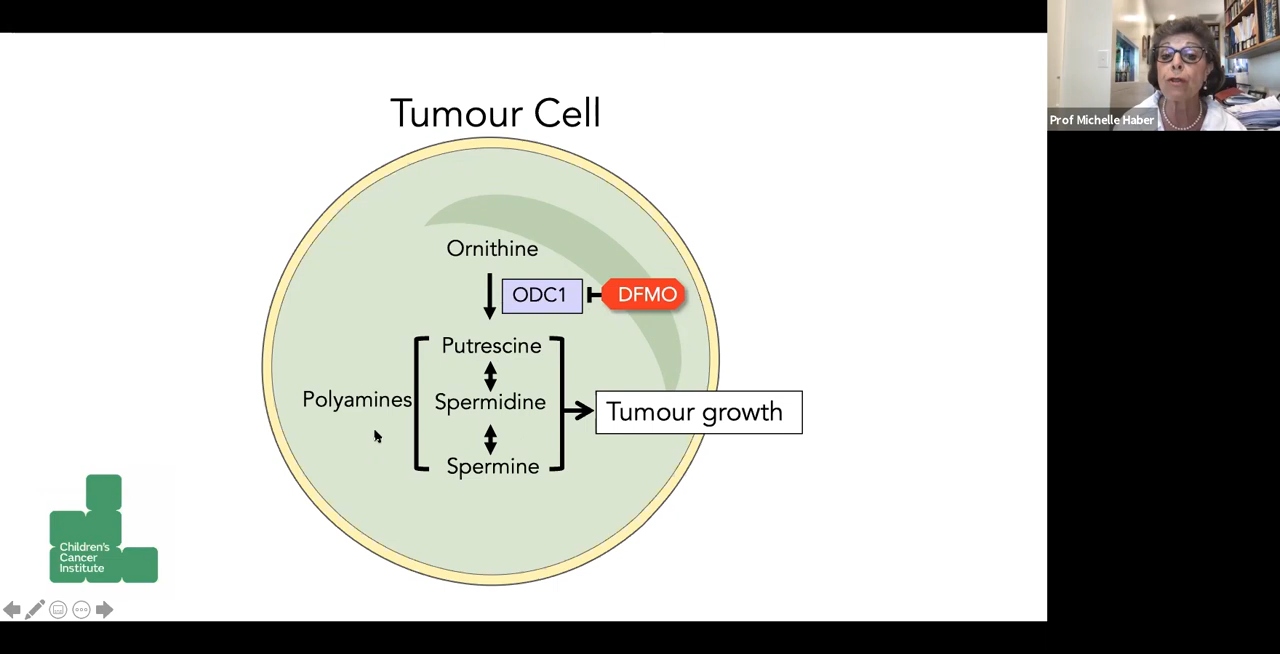 Tumour Cell
Ornithine
ODC1
DFMO
Putrescine
Polyamines
Spermidine
Tumour growth
Spermine
Children's
Cancer
Institute
Prof Michelle Haber